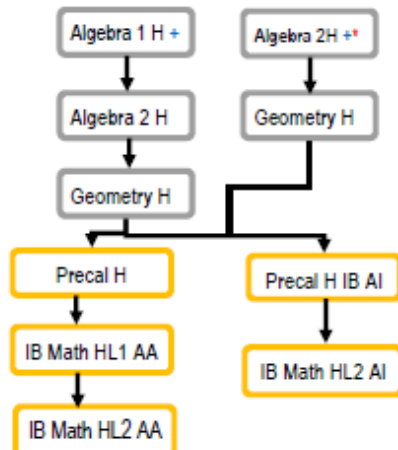 Algebra 1 H +
Algebra 2H +*
Algebra 2 H
Geometry H
Geometry H
Precal H
Precal H IB AI
IB Math HL1 AA
IB Math HL2 AI
IB Math HL2 AA